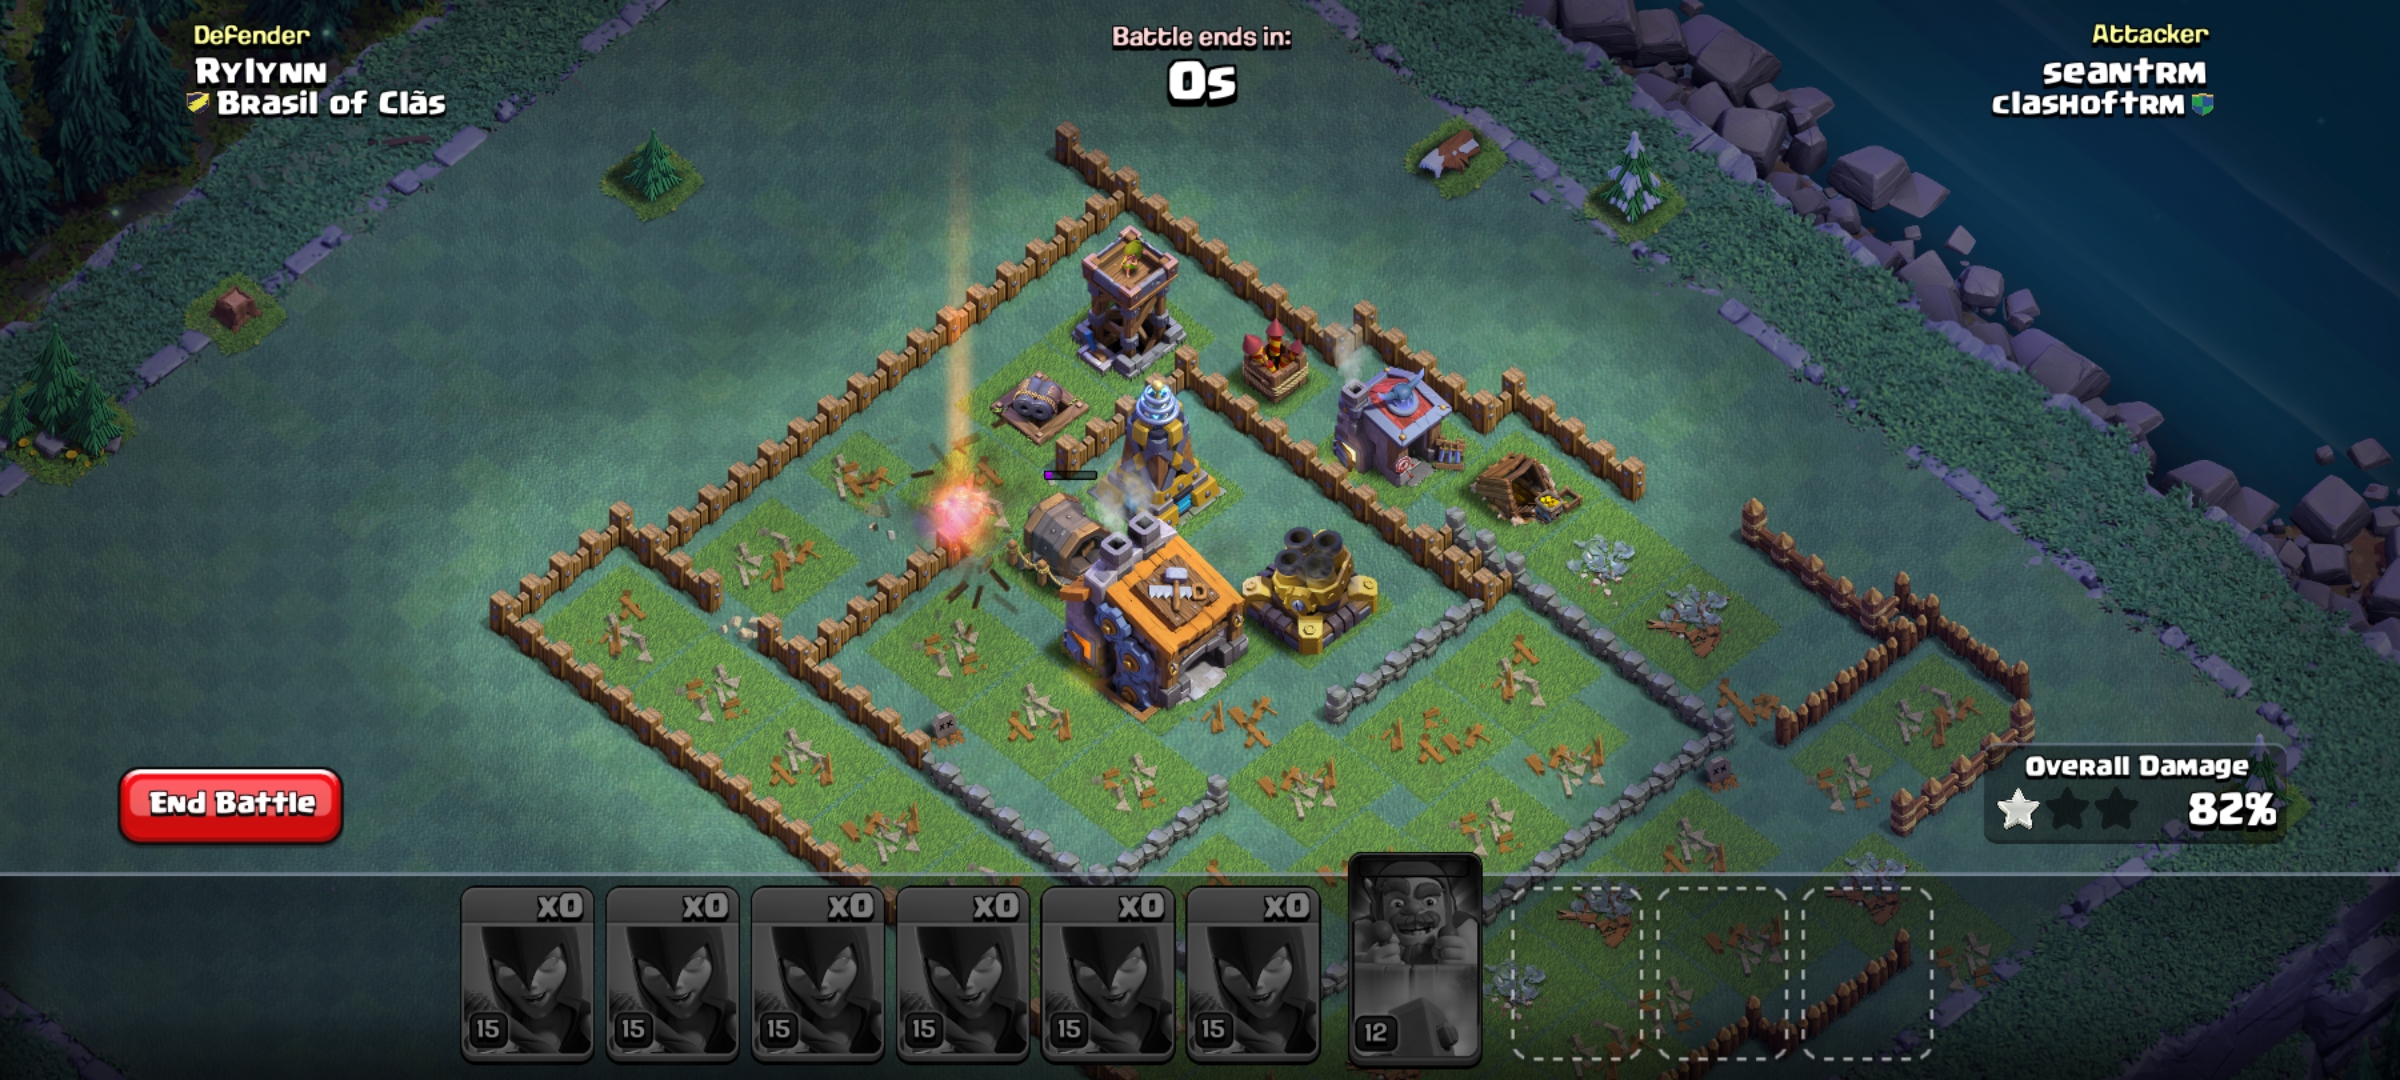 Defender
Rylynn
Brasil of Clãs
Battle ends in:
0s
Attacker
seantrm
clashoftrm
End Battle
Overall Damage
82%
x0
x0
x0
x0
x0
x0
15
15
15
15
15
15
12